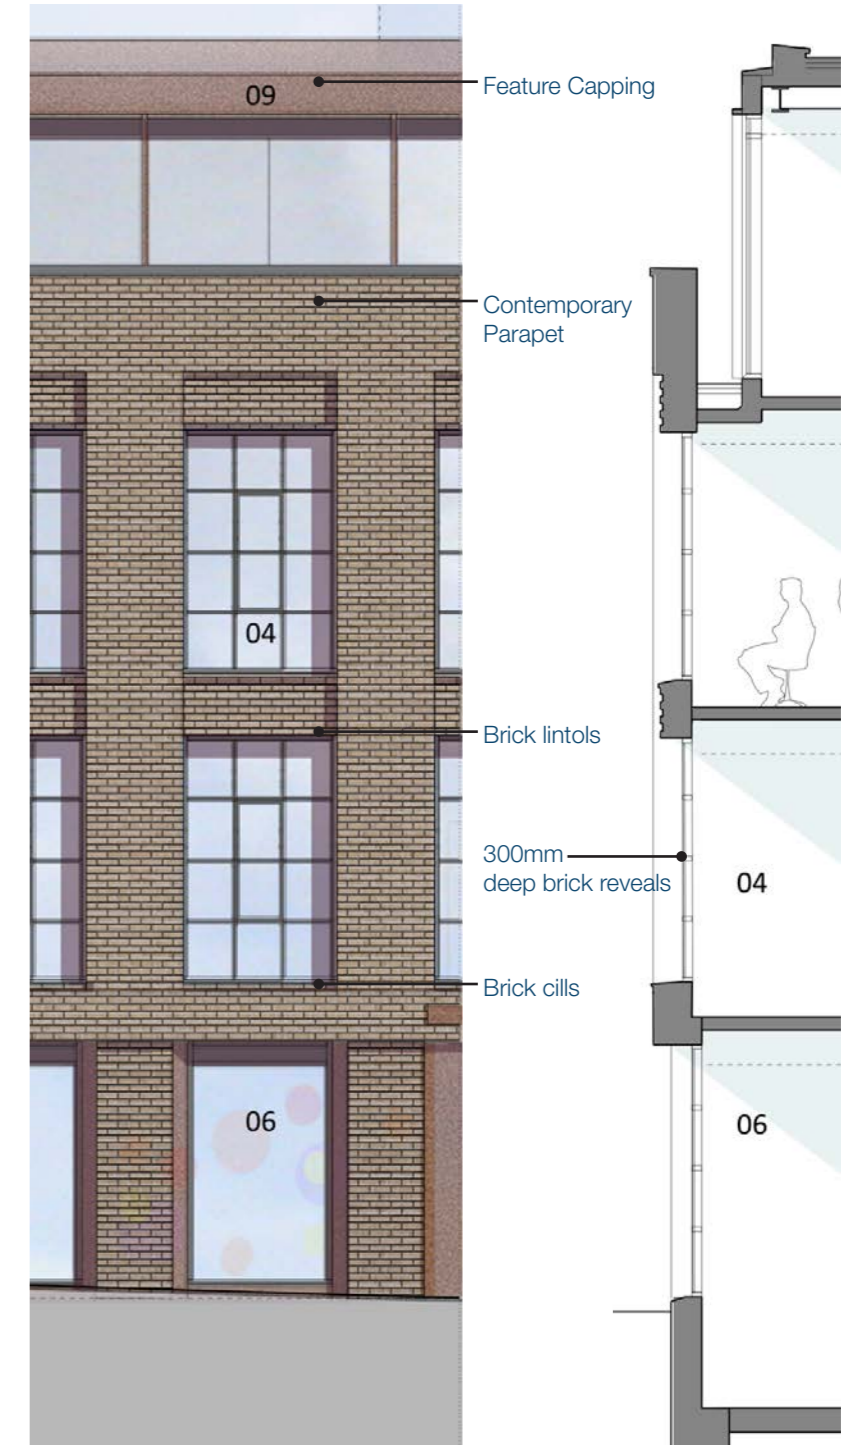 09
Feature Capping
Contemporary
Parapet
04
Brick lintols
300mm
deep brick reveals
04
Brick cills
06
06